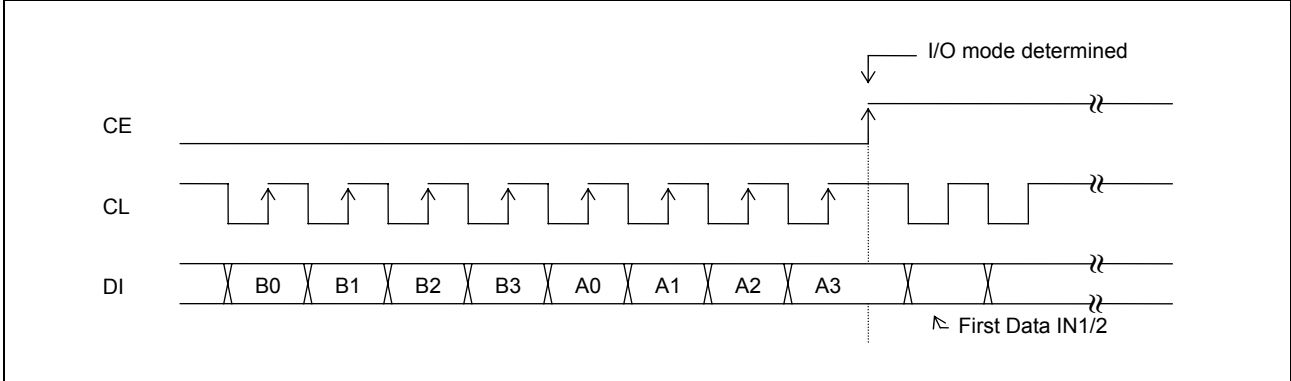 I/O mode determined
CE
CL
DI
B0 B1 B2 B3 A0 A1 A2 A3
First Data IN1/2